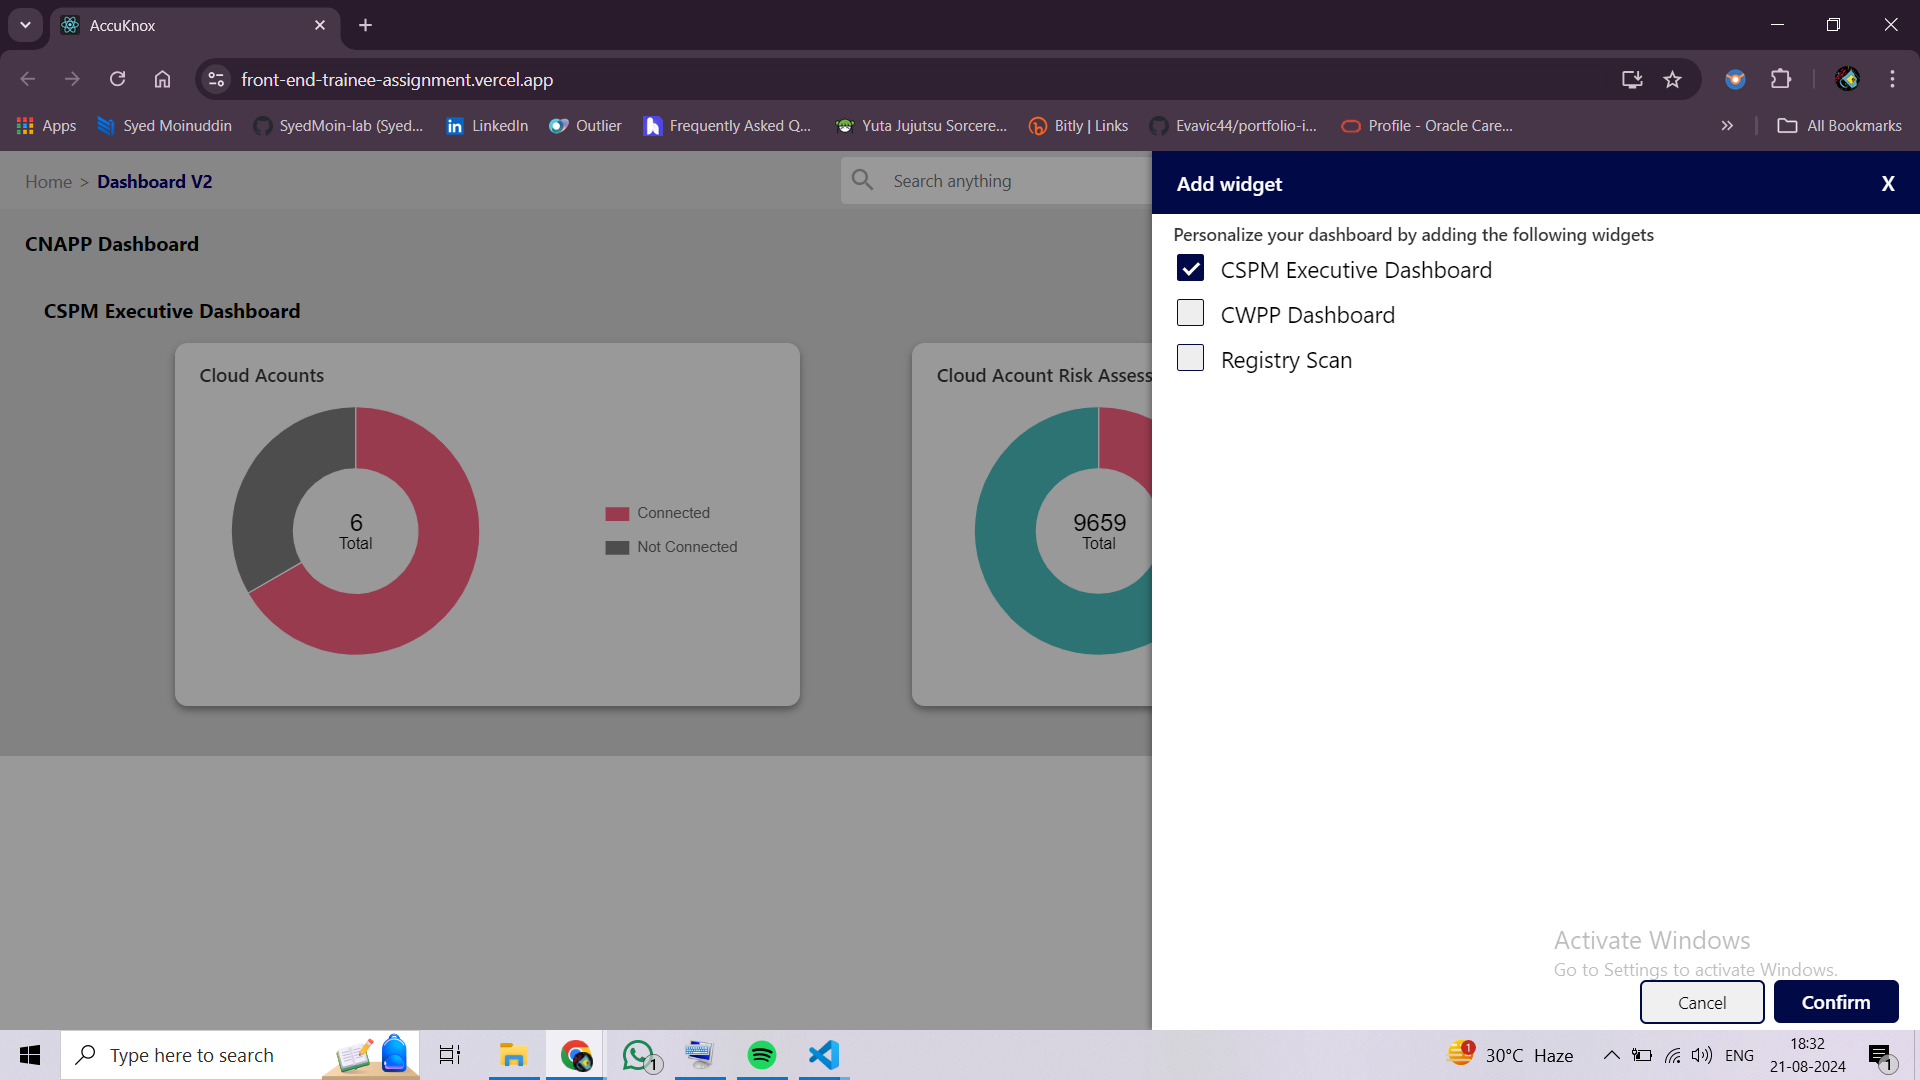 AccuKnox
front-end-trainee-assignment.vercel.app
Apps
Syed Moinuddin
SyedMoin-lab (Syed...
LinkedIn
Outlier
Frequently Asked Q...
Yuta Jujutsu Sorcere...
Bitly | Links
Evavic44/portfolio-i...
Profile - Oracle Care...
All Bookmarks
Home > Dashboard V2
Search anything
CNAPP Dashboard
CSPM Executive Dashboard
Cloud Acounts
6
Total
Connected
Not Connected
Cloud Acount Risk Assess
9659
Total
Add widget
X
Personalize your dashboard by adding the following widgets
CSPM Executive Dashboard
CWPP Dashboard
Registry Scan
Activate Windows
Go to Settings to activate Windows.
Cancel
Confirm
Type here to search
1
1
30°C Haze
ENG
18:32
21-08-2024
1